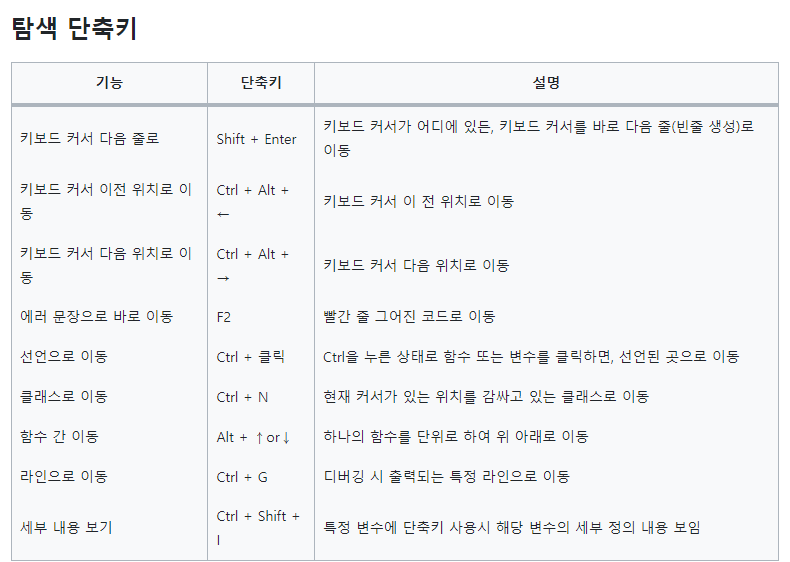 탐색 단축키
기능 단축키 설명
키보드 커서 다음 줄로 Shift + Enter 키보드 커서가 어디에 있든, 키보드 커서를 바로 다음 줄(빈줄 생성)로
이동
키보드 커서 이전 위치로 이 Ctrl + Alt + 키보드 커서 이 전 위치로 이동
동 ←
키보드 커서 다음 위치로 이 Ctrl + Alt + 키보드 커서 다음 위치로 이동
동 →
에러 문장으로 바로 이동 F2 빨간 줄 그어진 코드로 이동
선언으로 이동 Ctrl + 클릭 Ctrl을 누른 상태로 함수 또는 변수를 클릭하면, 선언된 곳으로 이동
클래스로 이동 Ctrl + N 현재 커서가 있는 위치를 감싸고 있는 클래스로 이동
함수 간 이동 Alt + ↑or↓ 하나의 함수를 단위로 하여 위 아래로 이동
라인으로 이동 Ctrl + G 디버깅 시 출력되는 특정 라인으로 이동
세부 내용 보기 Ctrl + Shift + 특정 변수에 단축키 사용시 해당 변수의 세부 정의 내용 보임
I